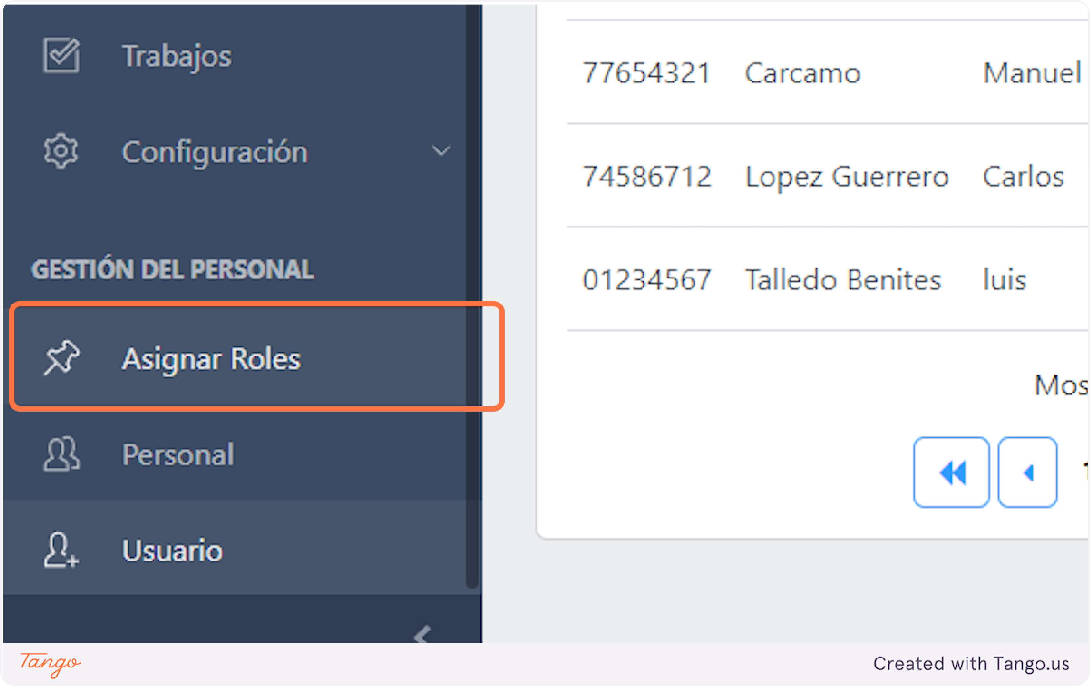 Trabajos
Configuración
GESTIÓN DEL PERSONAL
Asignar Roles
Personal
Usuario
77654321 Carcamo Manuel
74586712 Lopez Guerrero Carlos
01234567 Talledo Benites luis
Mos
Tango
Created with Tango.us